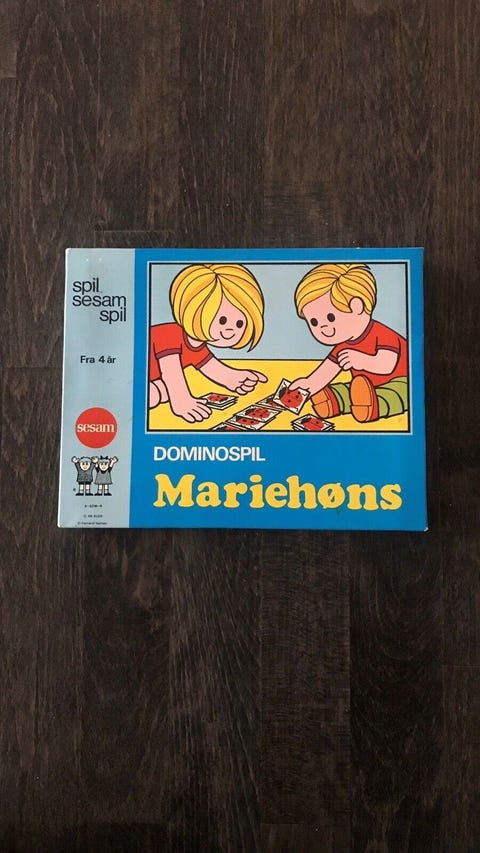 spil
sesam
spil
Fra 4 år
sesam
DOMINOSPIL
Mariehøns